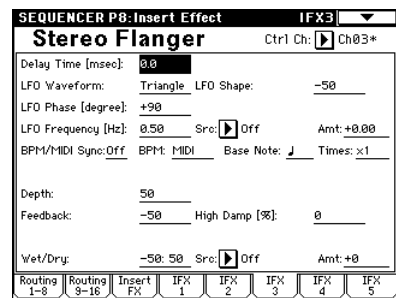 SEQUENCER P8:Insert Effect IFX3
Stereo Flanger Ctrl Ch: Ch03*
Delay Time [msec]: 0.0
LFO Waveform: Triangle LFO Shape: -50
LFO Phase [degree]: +90
LFO Frequency [Hz]: 0.50 Src: Off Amt: +0.00
BPM/MIDI Sync: Off BPM: MIDI Base Note: ♩ Times: x1
Depth: 50
Feedback: -50 High Damp [%]: 0
Wet/Dry: -50: 50 Src: Off Amt: +0
Routing 1-8 Routing 9-16 Insert FX IFX 1 IFX 2 IFX 3 IFX 4 IFX 5